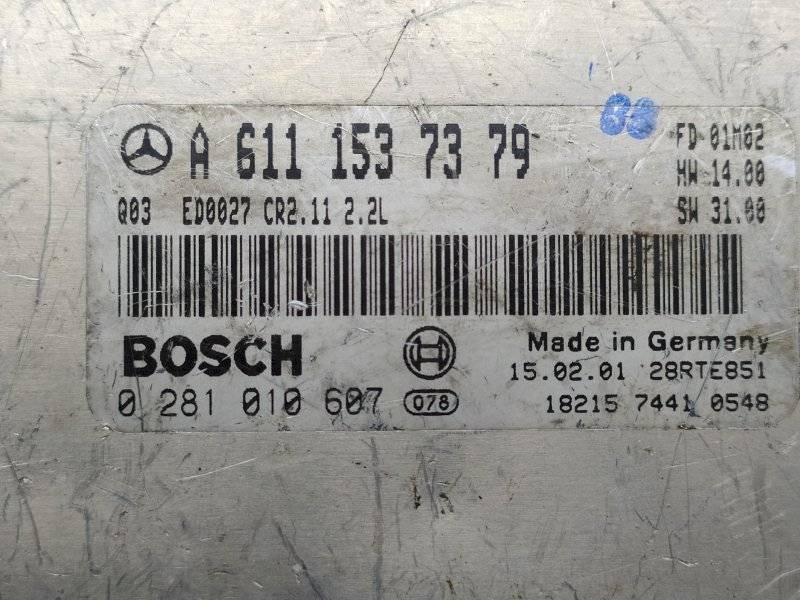 A 611 153 73 79
FD 01M02
HW 14.00
SW 31.00
Q03 ED0027 CR2.11 2.2L
BOSCH
Made in Germany
15.02.01 28RTE851
0 281 010 607 078
18215 7441 0548